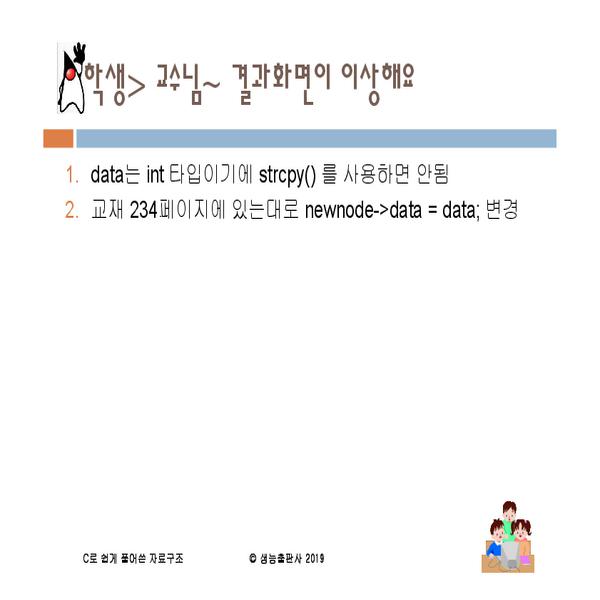 학생> 교수님~ 결과화면이 이상해요
1. data는 int 타입이기에 strcpy() 를 사용하면 안됨
2. 교재 234페이지에 있는대로 newnode->data = data; 변경
C로 쉽게 풀어쓴 자료구조 © 생능출판사 2019